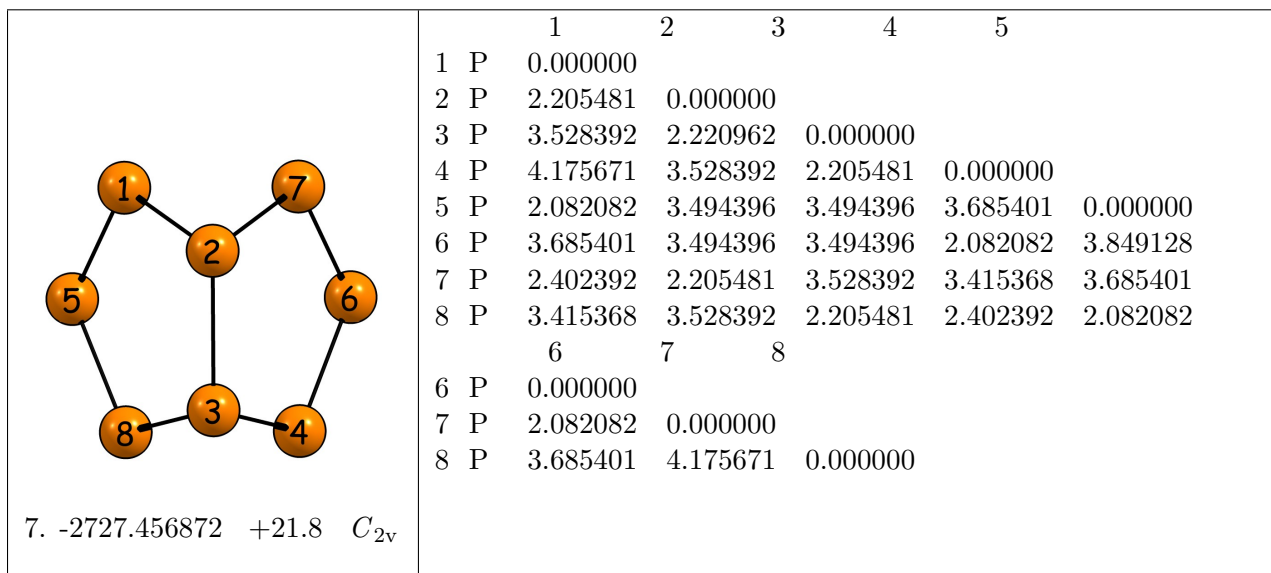 1
7
2
5
6
3
8
4
7. -2727.456872 +21.8 C2v
1 2 3 4 5
1 P 0.000000
2 P 2.205481 0.000000
3 P 3.528392 2.220962 0.000000
4 P 4.175671 3.528392 2.205481 0.000000
5 P 2.082082 3.494396 3.494396 3.685401 0.000000
6 P 3.685401 3.494396 3.494396 2.082082 3.849128
7 P 2.402392 2.205481 3.528392 3.415368 3.685401
8 P 3.415368 3.528392 2.205481 2.402392 2.082082
6 7 8
6 P 0.000000
7 P 2.082082 0.000000
8 P 3.685401 4.175671 0.000000